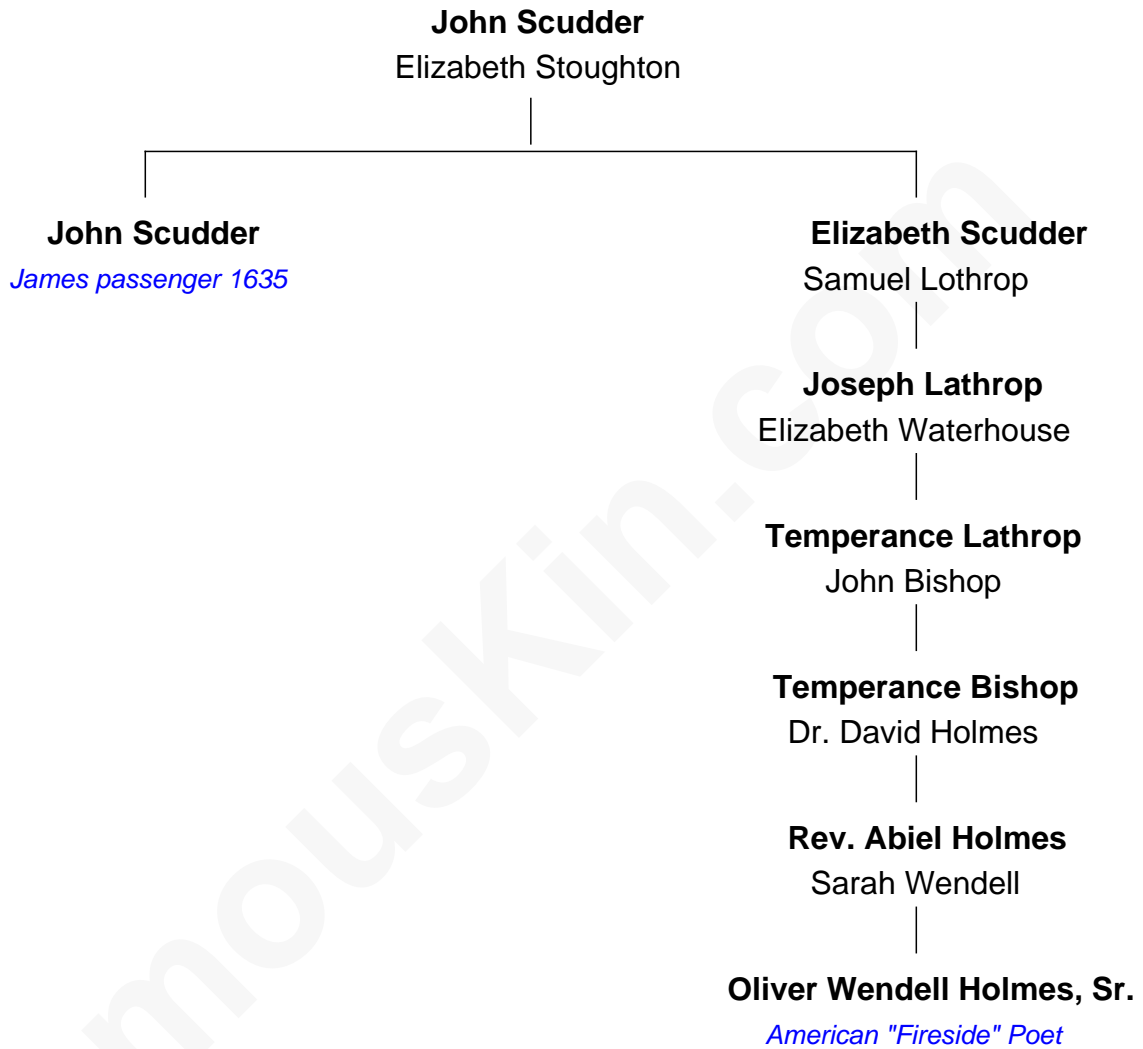 John Scudder
Elizabeth Stoughton
John Scudder
James passenger 1635
Elizabeth Scudder
Samuel Lothrop
Joseph Lathrop
Elizabeth Waterhouse
Temperance Lathrop
John Bishop
Temperance Bishop
Dr. David Holmes
Rev. Abiel Holmes
Sarah Wendell
Oliver Wendell Holmes, Sr.
American "Fireside" Poet
mouskin.com